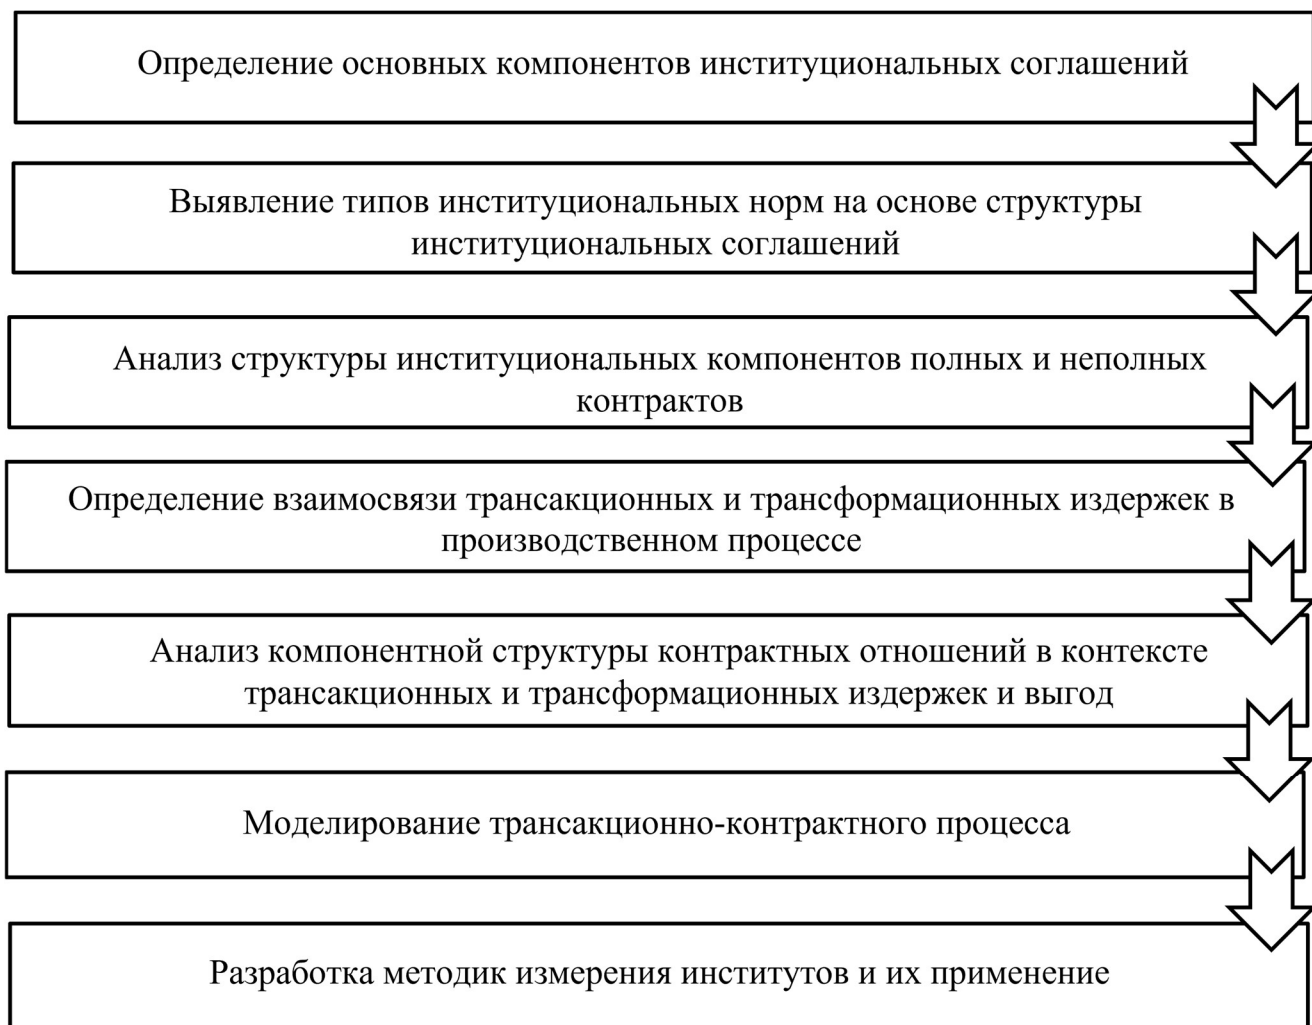 Определение основных компонентов институциональных соглашений
Выявление типов институциональных норм на основе структуры
институциональных соглашений
Анализ структуры институциональных компонентов полных и неполных
контрактов
Определение взаимосвязи трансакционных и трансформационных издержек в
производственном процессе
Анализ компонентной структуры контрактных отношений в контексте
трансакционных и трансформационных издержек и выгод
Моделирование трансакционно-контрактного процесса
Разработка методик измерения институтов и их применение